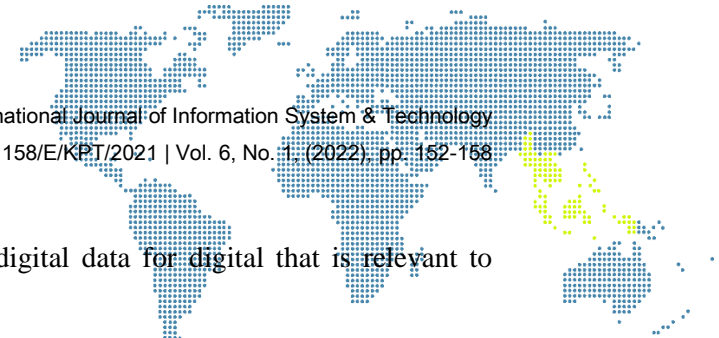 national Journal of Information System & Technology
158/E/KPT/2021 | Vol. 6, No. 1, (2022), pp. 152-158
digital data for digital that is relevant to